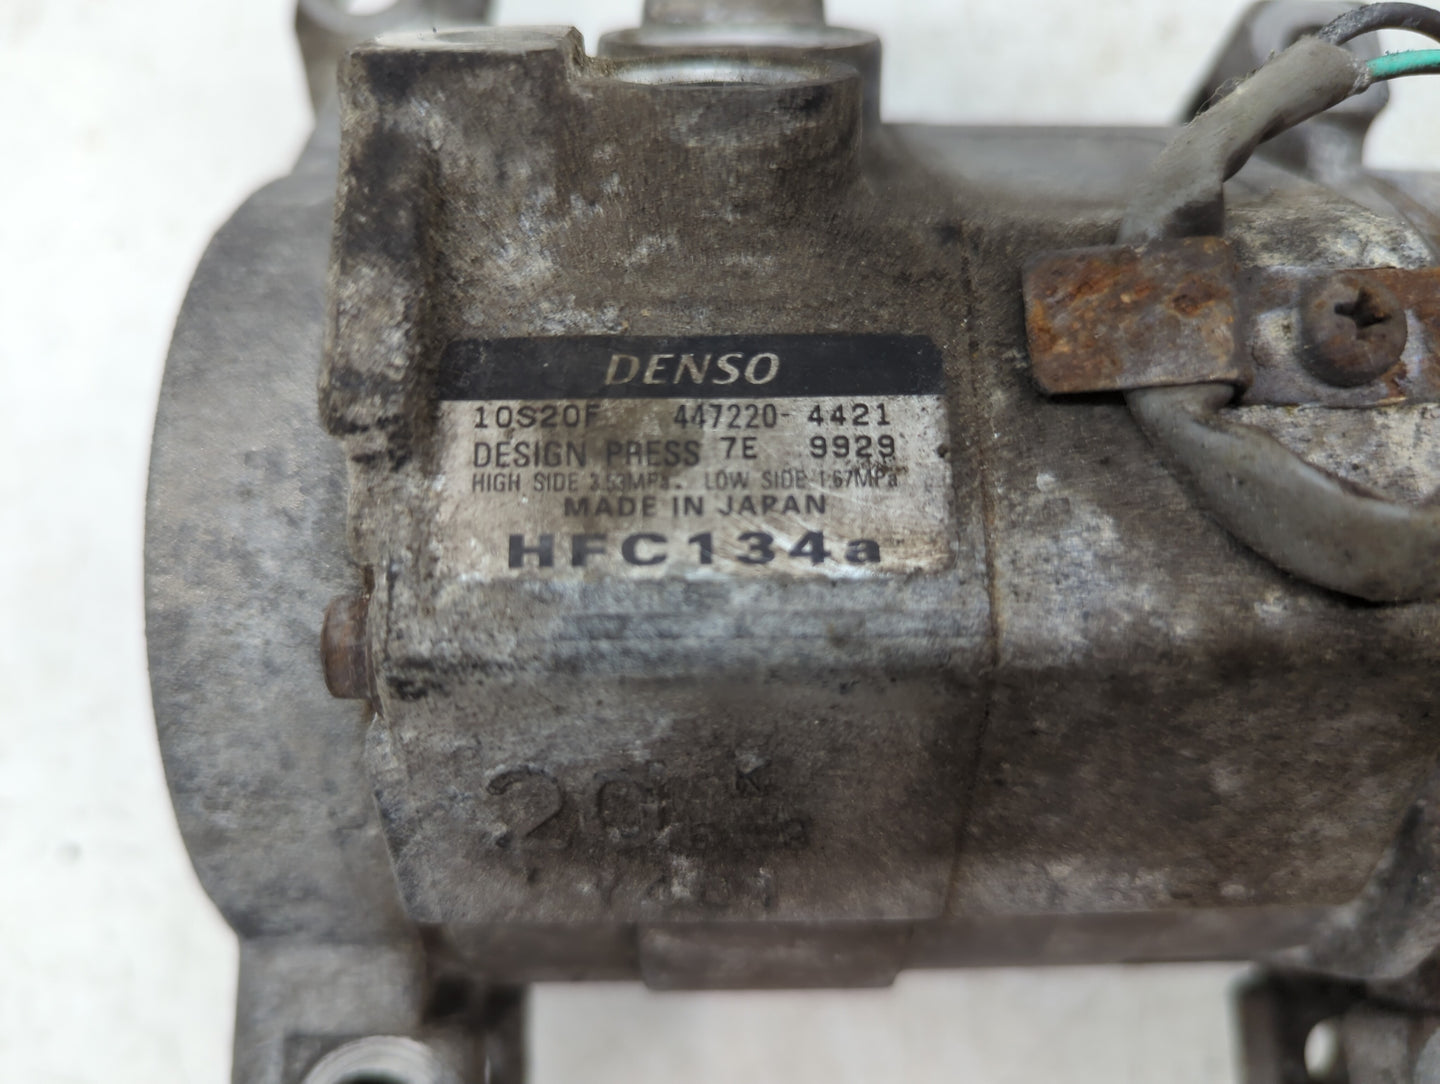 DENSO
10S20F 447220-4421
DESIGN PRESS 7E 9929
HIGH SIDE 3.53MPa. LOW SIDE 1.67MPa
MADE IN JAPAN
HFC134a